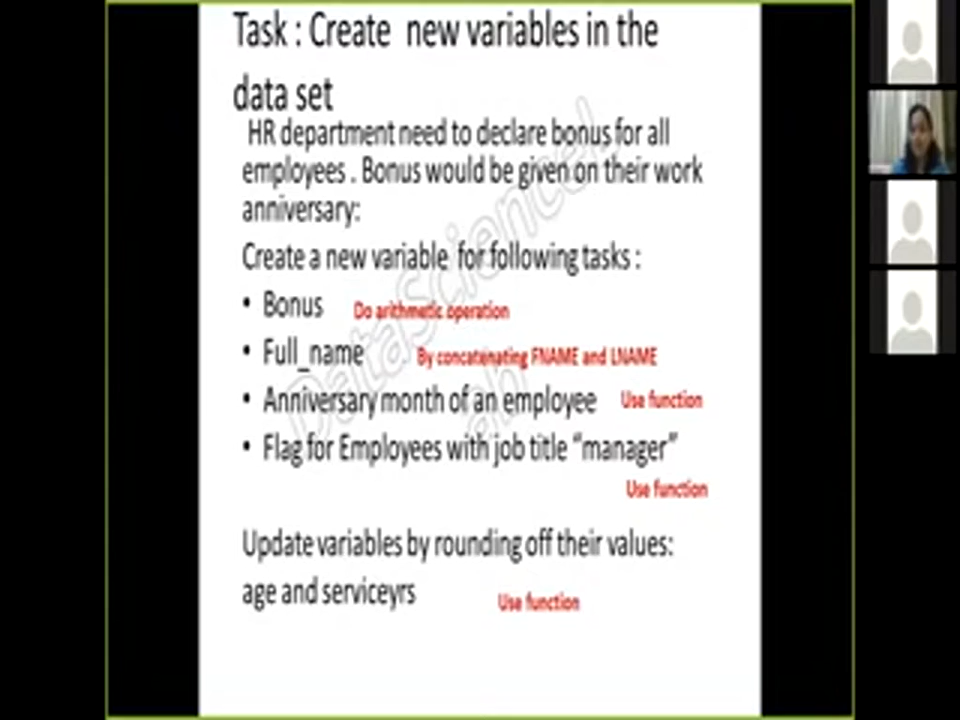 Task : Create new variables in the
data set
HR department need to declare bonus for all
employees . Bonus would be given on their work
anniversary:
Create a new variable for following tasks :
• Bonus Do arithmetic operation
• Full_name By concatenating FNAME and LNAME
• Anniversary month of an employee Use function
• Flag for Employees with job title “manager”
Use function
Update variables by rounding off their values:
age and serviceyrs Use function
DataScienceL
ab